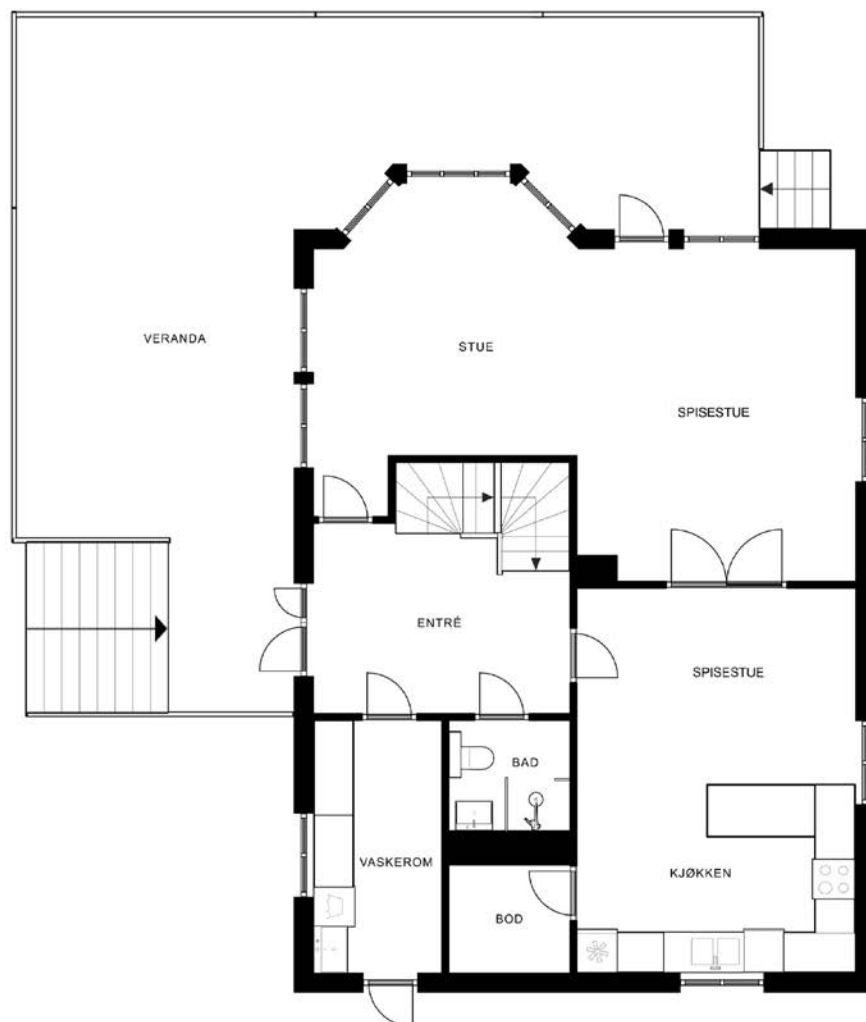 VERANDA
STUE
SPISESTUE
ENTRÉ
SPISESTUE
BAD
VASKEROM
KJØKKEN
BOD